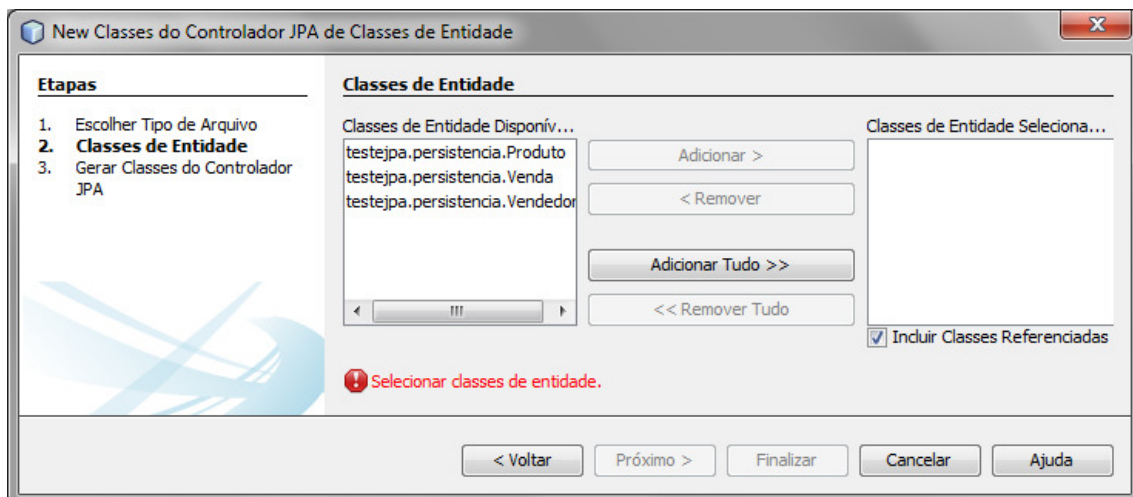 New Classes do Controlador JPA de Classes de Entidade
Etapas
1. Escolher Tipo de Arquivo
2. Classes de Entidade
3. Gerar Classes do Controlador
JPA
Classes de Entidade
Classes de Entidade Disponív...
testejpa.persistencia.Produto
testejpa.persistencia.Venda
testejpa.persistencia.Vendedor
Adicionar >
< Remover
Adicionar Tudo >>
<< Remover Tudo
Classes de Entidade Seleciona...
Incluir Classes Referenciadas
Selecionar classes de entidade.
< Voltar
Próximo >
Finalizar
Cancelar
Ajuda